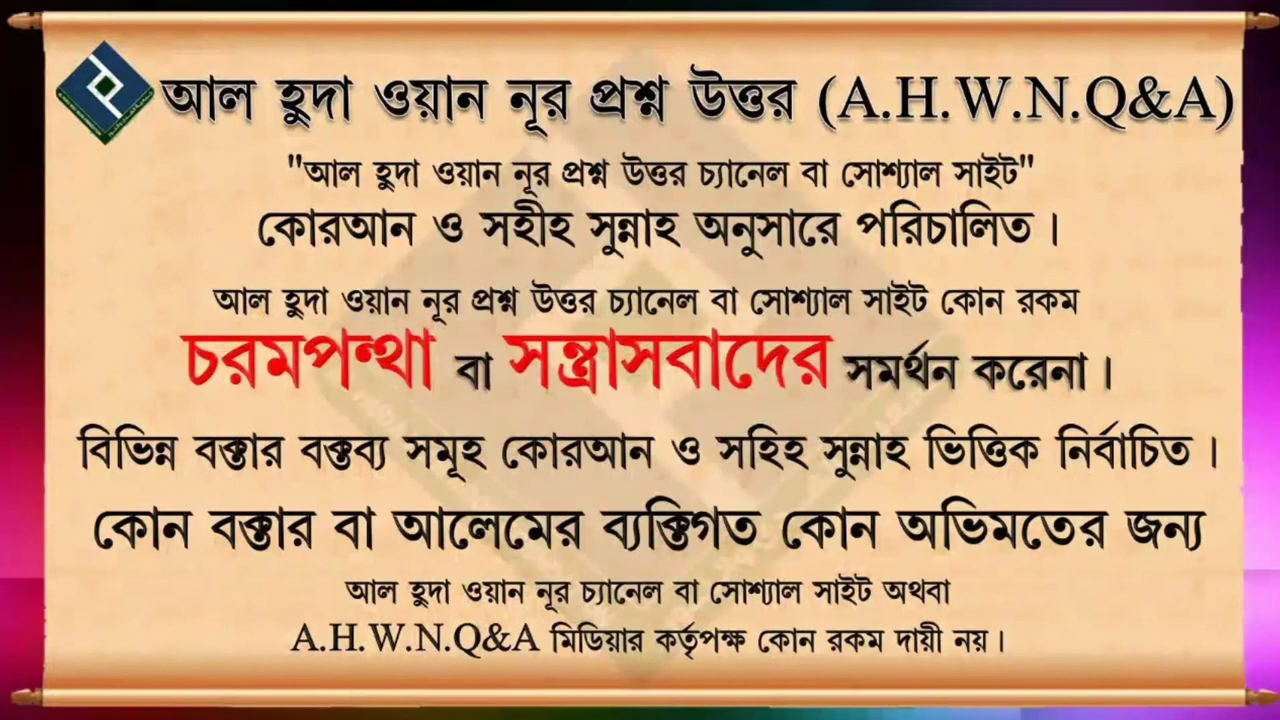 আল হুদা ওয়ান নূর প্রশ্ন উত্তর (A.H.W.N.Q&A)
"আল হুদা ওয়ান নূর প্রশ্ন উত্তর চ্যানেল বা সোশ্যাল সাইট"
কোরআন ও সহীহ সুন্নাহ অনুসারে পরিচালিত।
আল হুদা ওয়ান নূর প্রশ্ন উত্তর চ্যানেল বা সোশ্যাল সাইট কোন রকম
চরমপন্থা বা সন্ত্রাসবাদের সমর্থন করেনা।
বিভিন্ন বক্তার বক্তব্য সমূহ কোরআন ও সহিহ সুন্নাহ ভিত্তিক নির্বাচিত।
কোন বক্তার বা আলেমের ব্যক্তিগত কোন অভিমতের জন্য
আল হুদা ওয়ান নূর চ্যানেল বা সোশ্যাল সাইট অথবা
A.H.W.N.Q&A মিডিয়ার কর্তৃপক্ষ কোন রকম দায়ী নয়।